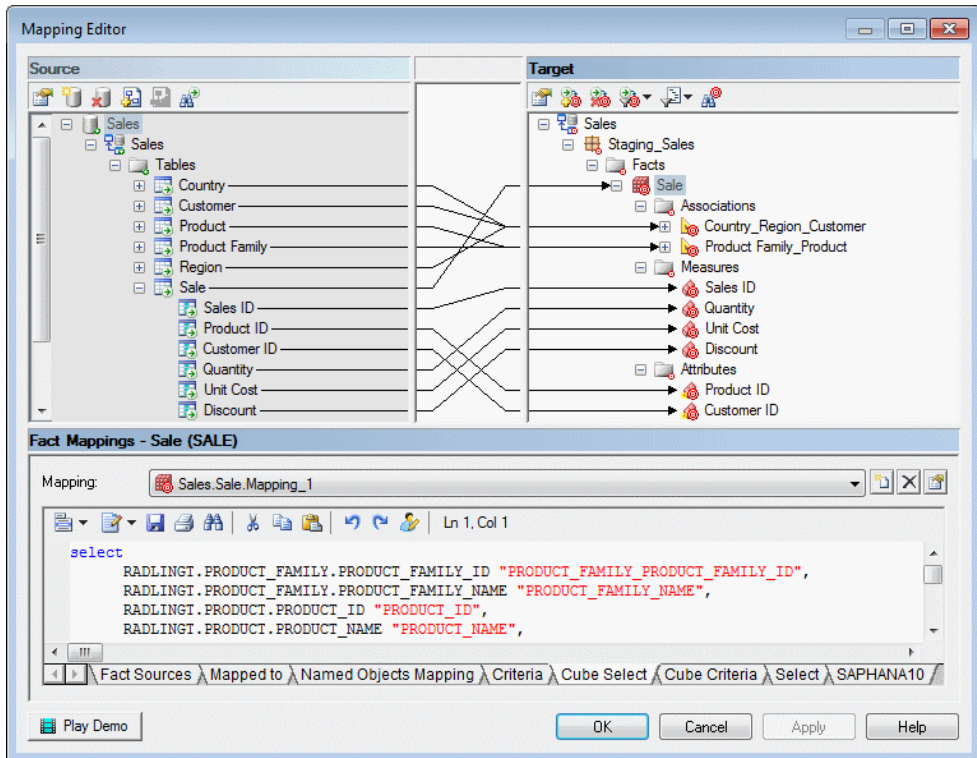 Mapping Editor
Source
Target
Sales
Sales
Tables
Country
Customer
Product
Product Family
Region
Sale
Sales ID
Product ID
Customer ID
Quantity
Unit Cost
Discount
Sales
Staging_Sales
Facts
Sale
Associations
Country_Region_Customer
Product Family_Product
Measures
Sales ID
Quantity
Unit Cost
Discount
Attributes
Product ID
Customer ID
Fact Mappings - Sale (SALE)
Mapping: Sales.Sale.Mapping_1
Ln 1, Col 1
select
RADLINGT.PRODUCT_FAMILY.PRODUCT_FAMILY_ID "PRODUCT_FAMILY_PRODUCT_FAMILY_ID",
RADLINGT.PRODUCT_FAMILY.PRODUCT_FAMILY_NAME "PRODUCT_FAMILY_NAME",
RADLINGT.PRODUCT.PRODUCT_ID "PRODUCT_ID",
RADLINGT.PRODUCT.PRODUCT_NAME "PRODUCT_NAME",
Fact Sources Mapped to Named Objects Mapping Criteria Cube Select Cube Criteria Select SAPHANA10
Play Demo OK Cancel Apply Help